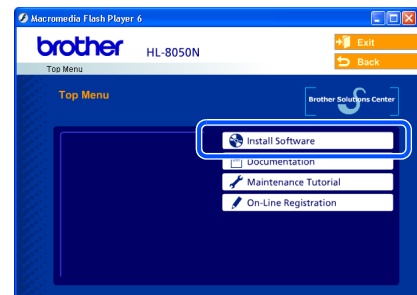 Macromedia Flash Player 6
brother
HL-8050N
Exit
Back
Top Menu
Top Menu
Brother Solutions Center
Install Software
Documentation
Maintenance Tutorial
On-Line Registration